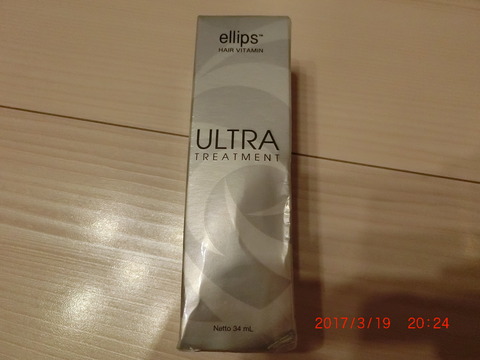 ellips™
HAIR VITAMIN
ULTRA
TREATMENT
Netto 34 mL
2017/3/19 20:24